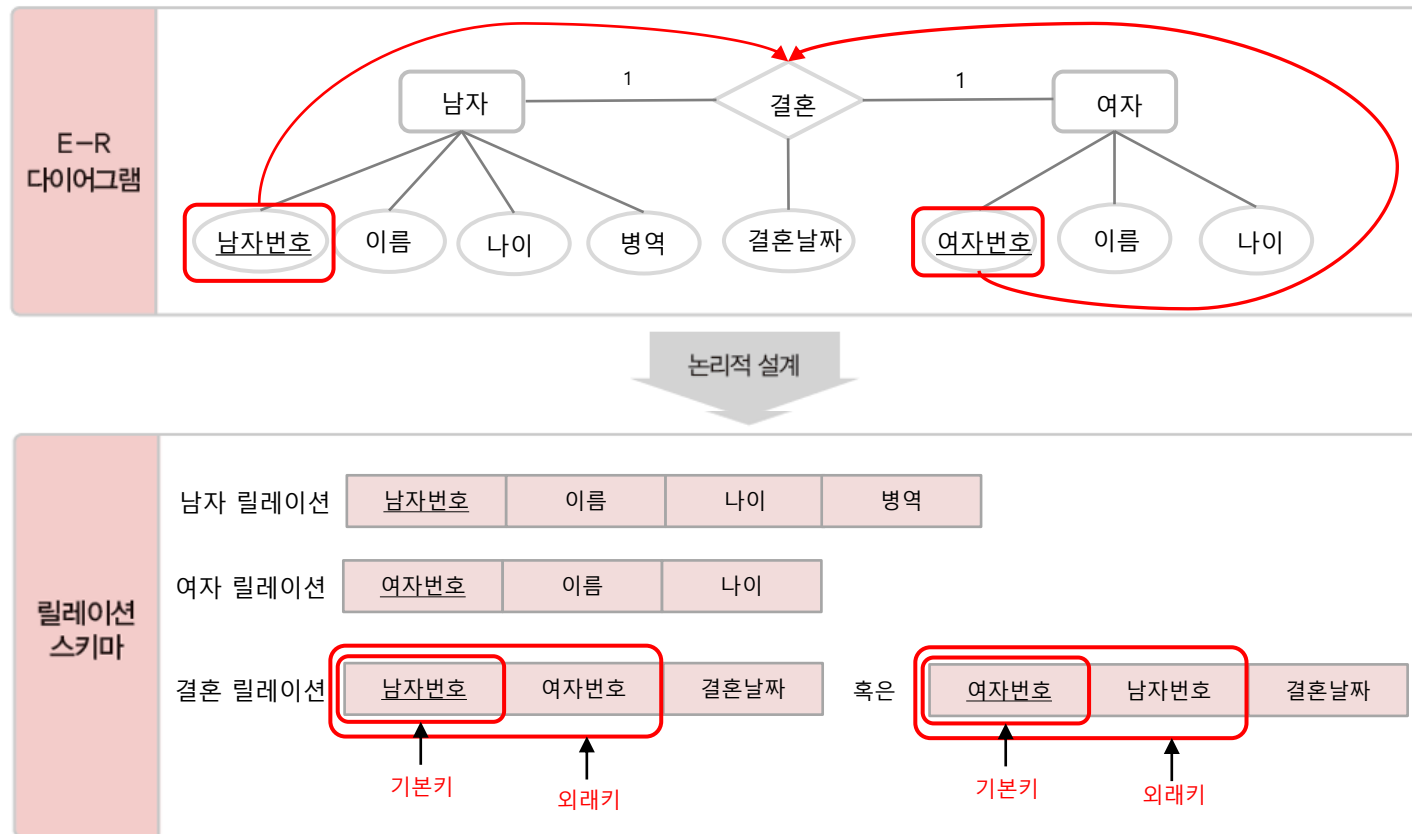 E-R
다이어그램
1
1
남자
결혼
여자
남자번호
이름
나이
병역
결혼날짜
여자번호
이름
나이
논리적 설계
릴레이션
스키마
남자 릴레이션
남자번호
이름
나이
병역
여자 릴레이션
여자번호
이름
나이
결혼 릴레이션
남자번호
여자번호
결혼날짜
혹은
여자번호
남자번호
결혼날짜
기본키
외래키
기본키
외래키